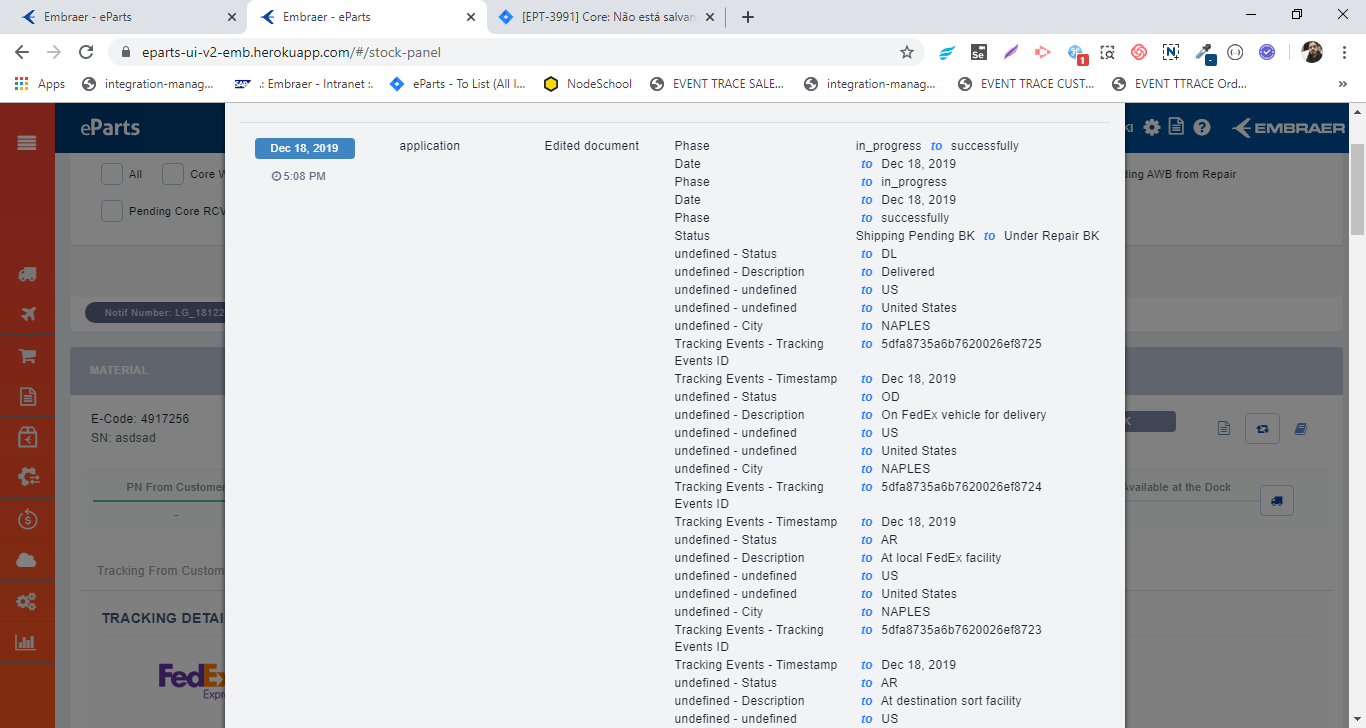 Embraer - eParts
Embraer - eParts
[EPT-3991] Core: Não está salvan
eparts-ui-v2-emb.herokuapp.com/#/stock-panel
Apps
integration-manag...
.: Embraer - Intranet :.
eParts - To List (All I...
NodeSchool
EVENT TRACE SALE...
integration-manag...
EVENT TRACE CUST...
EVENT TTRACE Ord...
»
eParts
EMBRAER
All
Core W
ding AWB from Repair
Pending Core RCV
Notif Number: LG_18122
MATERIAL
E-Code: 4917256
SN: asdsad
PN From Customer
-
Available at the Dock
Tracking From Custom
TRACKING DETAI
FedEx
Expr
Dec 18, 2019
5:08 PM
application
Edited document
Phase in_progress to successfully
Date to Dec 18, 2019
Phase to in_progress
Date to Dec 18, 2019
Phase to successfully
Status Shipping Pending BK to Under Repair BK
undefined - Status to DL
undefined - Description to Delivered
undefined - undefined to US
undefined - undefined to United States
undefined - City to NAPLES
Tracking Events - Tracking to 5dfa8735a6b7620026ef8725
Events ID
Tracking Events - Timestamp to Dec 18, 2019
undefined - Status to OD
undefined - Description to On FedEx vehicle for delivery
undefined - undefined to US
undefined - undefined to United States
undefined - City to NAPLES
Tracking Events - Tracking to 5dfa8735a6b7620026ef8724
Events ID
Tracking Events - Timestamp to Dec 18, 2019
undefined - Status to AR
undefined - Description to At local FedEx facility
undefined - undefined to US
undefined - undefined to United States
undefined - City to NAPLES
Tracking Events - Tracking to 5dfa8735a6b7620026ef8723
Events ID
Tracking Events - Timestamp to Dec 18, 2019
undefined - Status to AR
undefined - Description to At destination sort facility
undefined - undefined to US